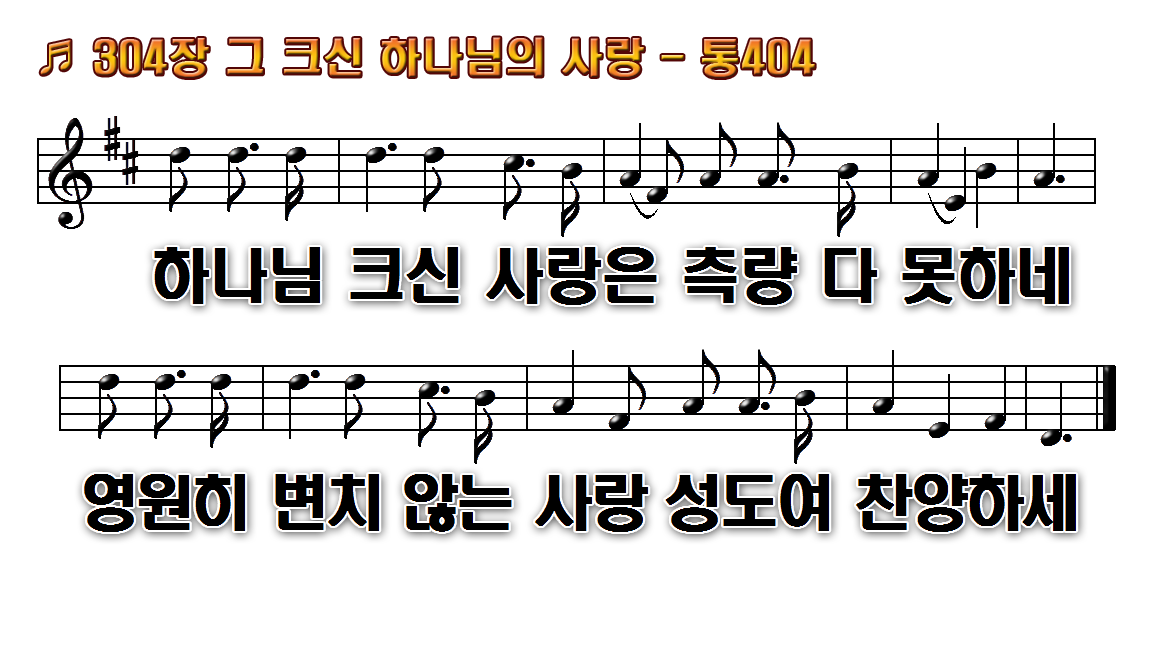 ♬ 304장 그 크신 하나님의 사랑 - 통404
하나님 크신 사랑은 측량 다 못하네
영원히 변치 않는 사랑 성도여 찬양하세